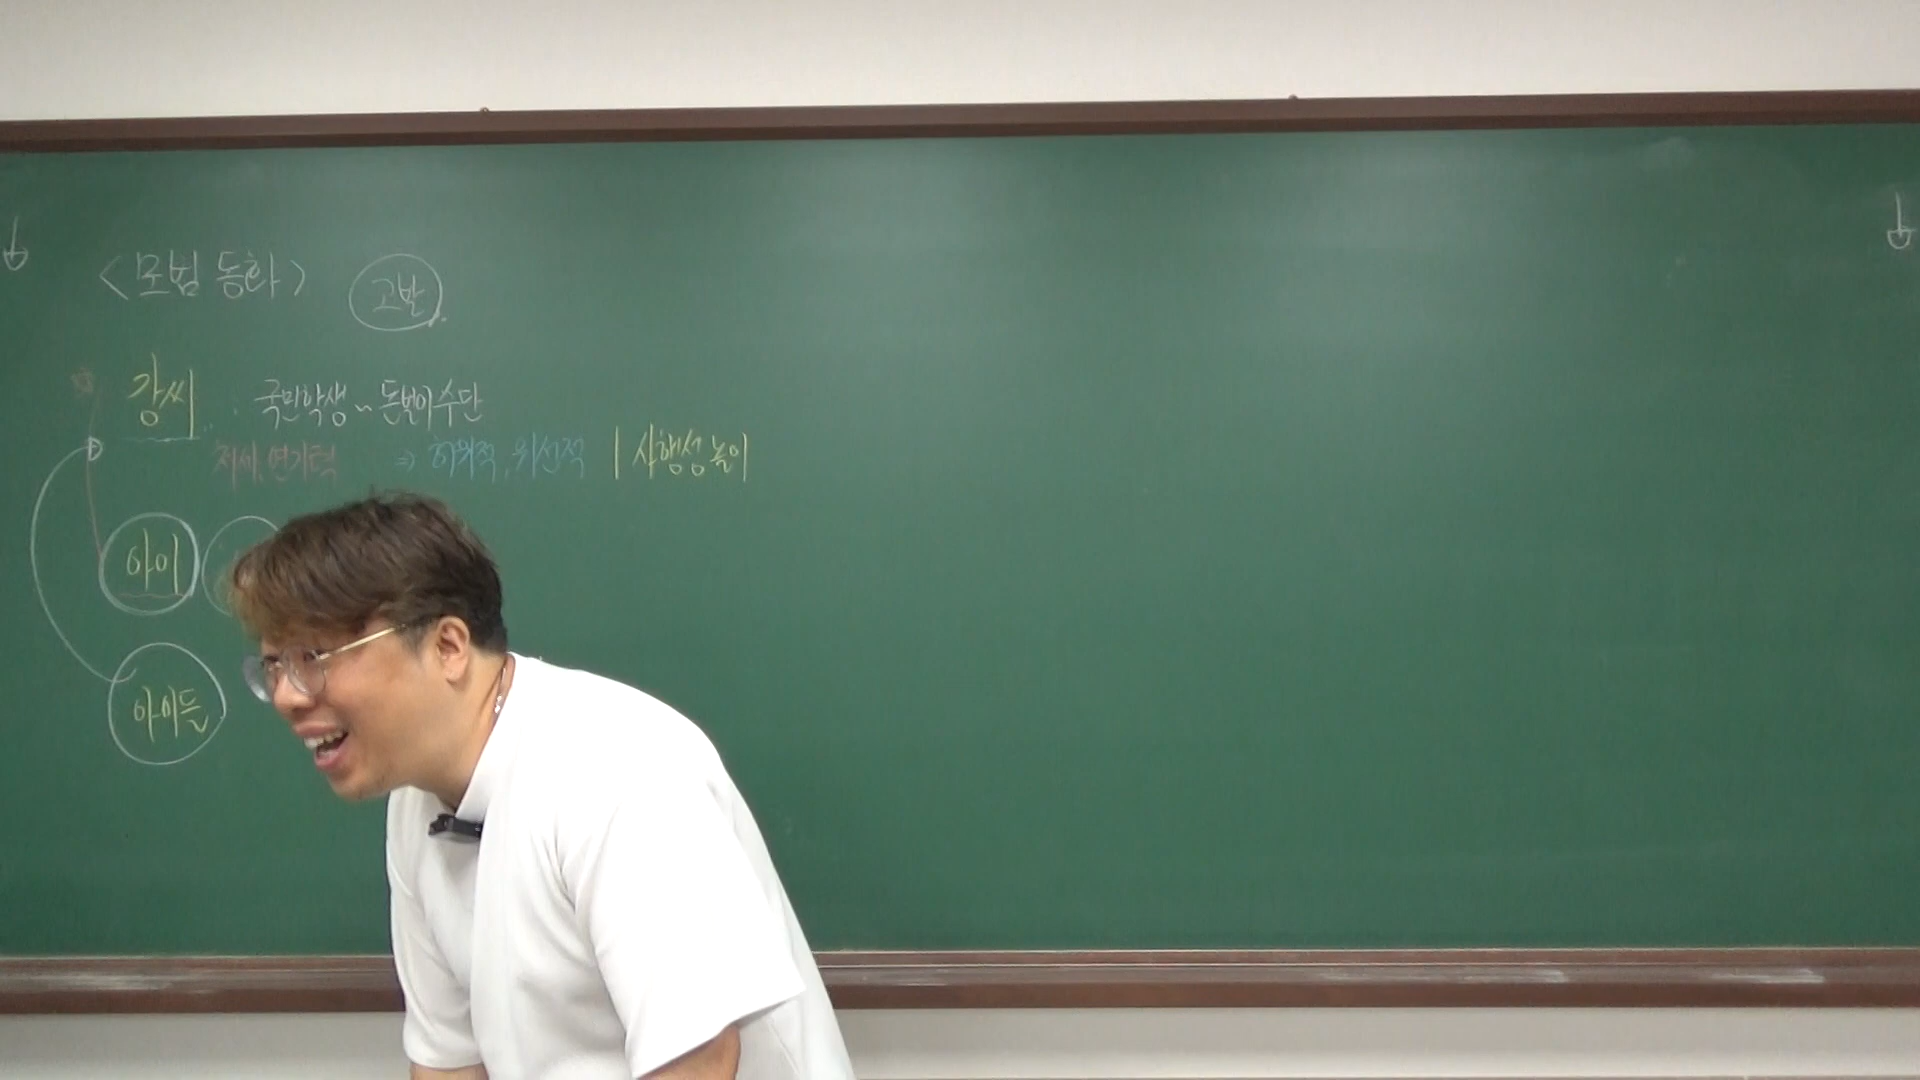 <모범 동화> 고발
강씨 : 국민학생 ~ 돈벌이 수단
처세, 연기력 ⇒ 허위적, 위선적 | 사행성 놀이
아이
아이들